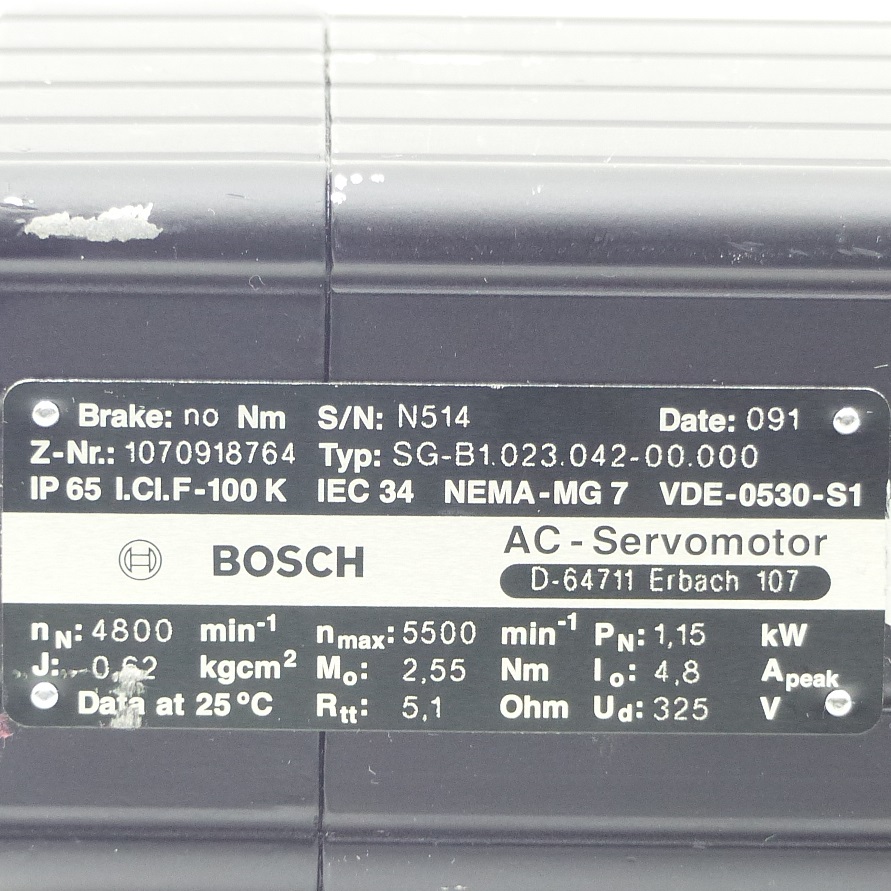 Brake: no Nm S/N: N514 Date: 091
Z-Nr.: 1070918764 Typ: SG-B1.023.042-00.000
IP 65 I.Cl.F-100 K IEC 34 NEMA-MG 7 VDE-0530-S1
BOSCH AC-Servomotor
D-64711 Erbach 107
nN: 4800 min-1 nmax: 5500 min-1 PN: 1,15 kW
J: 0,62 kgcm² Mo: 2,55 Nm Io: 4,8 Apeak
Data at 25 °C Rtt: 5,1 Ohm Ud: 325 V